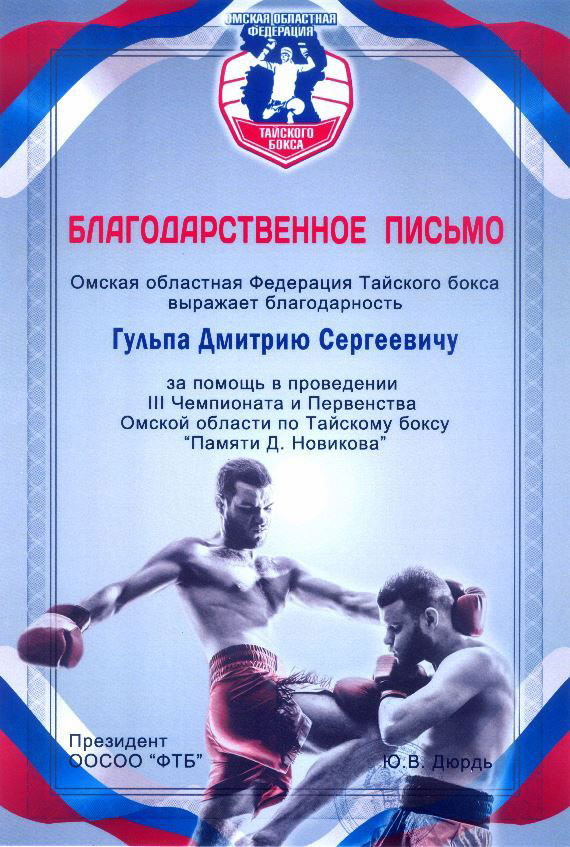 ОМСКАЯ ОБЛАСТНАЯ
ФЕДЕРАЦИЯ
ТАЙСКОГО
БОКСА
БЛАГОДАРСТВЕННОЕ ПИСЬМО
Омская областная Федерация Тайского бокса
выражает благодарность
Гульпа Дмитрию Сергеевичу
за помощь в проведении
III Чемпионата и Первенства
Омской области по Тайскому боксу
“Памяти Д. Новикова”
Президент
ООСОО “ФТБ”
Ю.В. Дюрдь